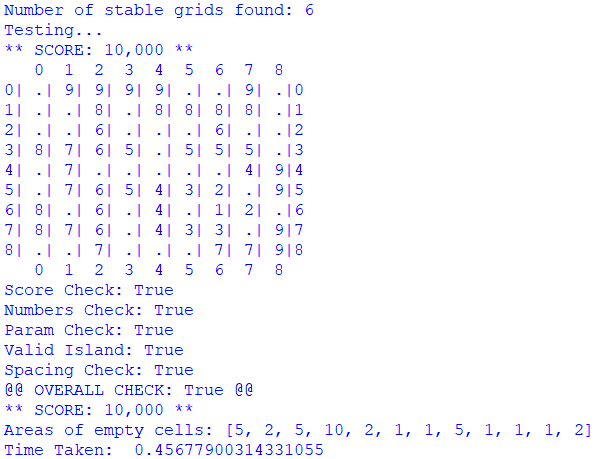 Number of stable grids found: 6
Testing...
** SCORE: 10,000 **
   0  1  2  3  4  5  6  7  8
0| .| 9| 9| 9| 9| .| .| 9| .|0
1| .| .| 8| .| 8| 8| 8| 8| .|1
2| .| .| 6| .| .| .| 6| .| .|2
3| 8| 7| 6| 5| .| 5| 5| 5| .|3
4| .| 7| .| .| .| .| .| 4| 9|4
5| .| 7| 6| 5| 4| 3| 2| .| 9|5
6| 8| .| 6| .| 4| .| 1| 2| .|6
7| 8| 7| 6| .| 4| 3| 3| .| 9|7
8| .| .| 7| .| .| .| 7| 7| 9|8
   0  1  2  3  4  5  6  7  8
Score Check: True
Numbers Check: True
Param Check: True
Valid Island: True
Spacing Check: True
@@ OVERALL CHECK: True @@
** SCORE: 10,000 **
Areas of empty cells: [5, 2, 5, 10, 2, 1, 1, 5, 1, 1, 1, 2]
Time Taken:  0.45677900314331055